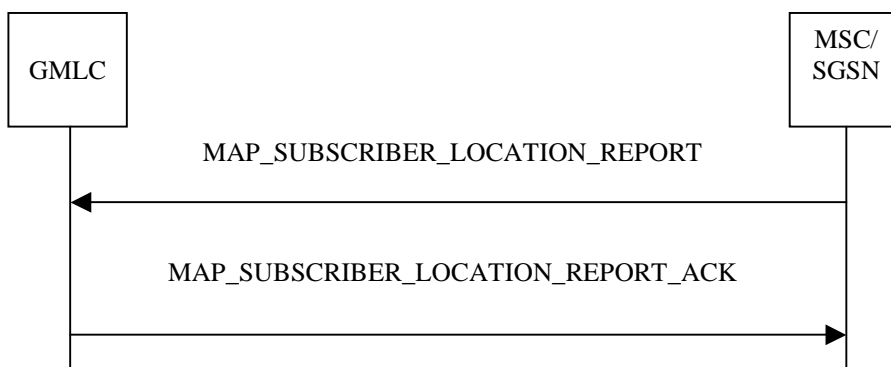 GMLC
MSC/
SGSN
MAP_SUBSCRIBER_LOCATION_REPORT
MAP_SUBSCRIBER_LOCATION_REPORT_ACK